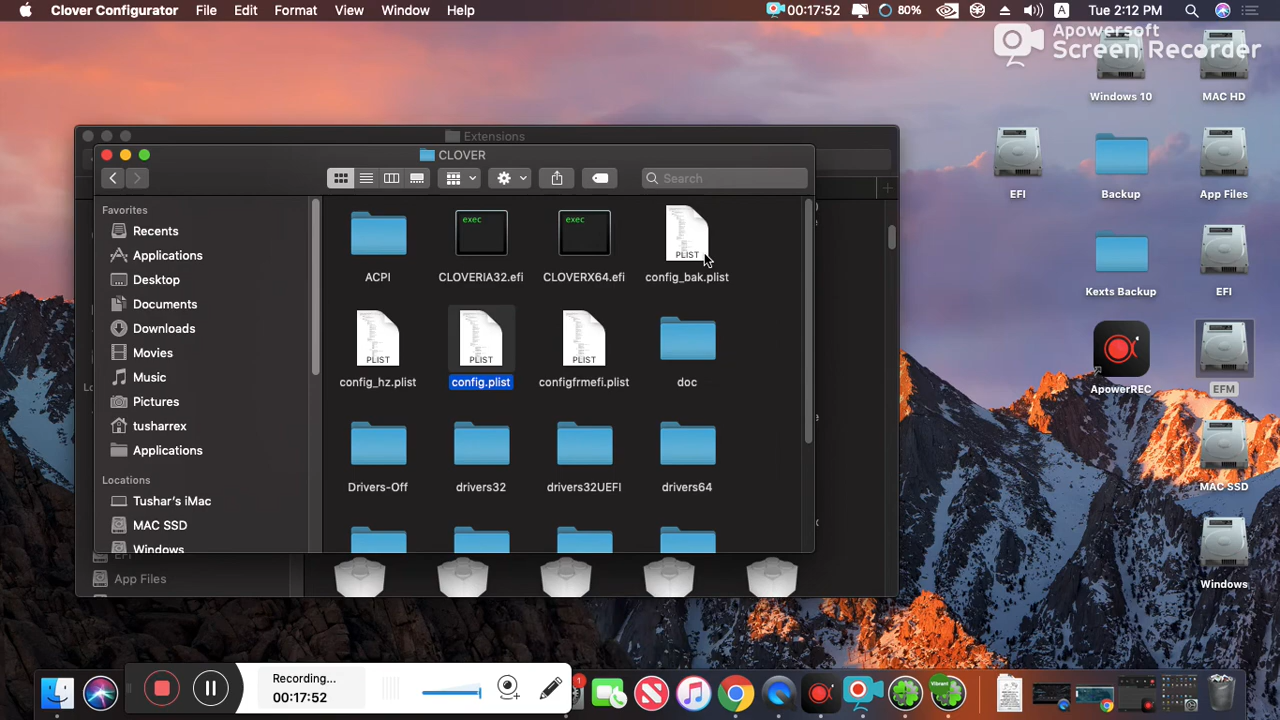 Clover Configurator File Edit Format View Window Help 00:17:52 80% A Tue 2:12 PM
Apowersoft
Screen Recorder
Windows 10 MAC HD
Extensions
CLOVER
EFI Backup App Files
Search
Favorites
Recents
Applications
Desktop
Documents
Downloads
Movies
Music
Pictures
tusharrex
Applications
Locations
Tushar's iMac
MAC SSD
Windows
EFI
App Files
exec exec PLIST
ACPI CLOVERIA32.efi CLOVERX64.efi config_bak.plist
PLIST PLIST PLIST
config_hz.plist config.plist configfrmefi.plist doc
Drivers-Off drivers32 drivers32UEFI drivers64
Kexts Backup EFI
ApowerREC EFM
MAC SSD
Windows
Recording...
00:17:52
1
Vibrant